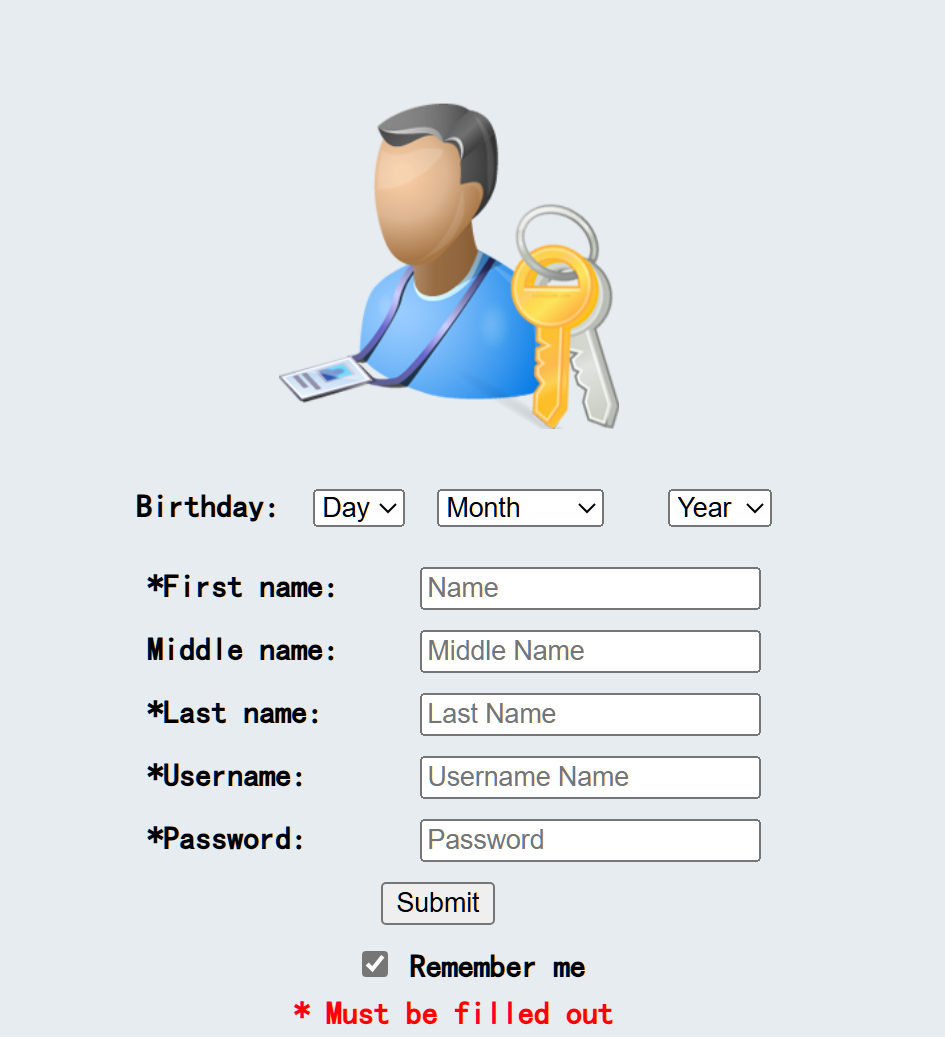 Birthday: Day Month Year
*First name: Name
Middle name: Middle Name
*Last name: Last Name
*Username: Username Name
*Password: Password
Submit
Remember me
* Must be filled out